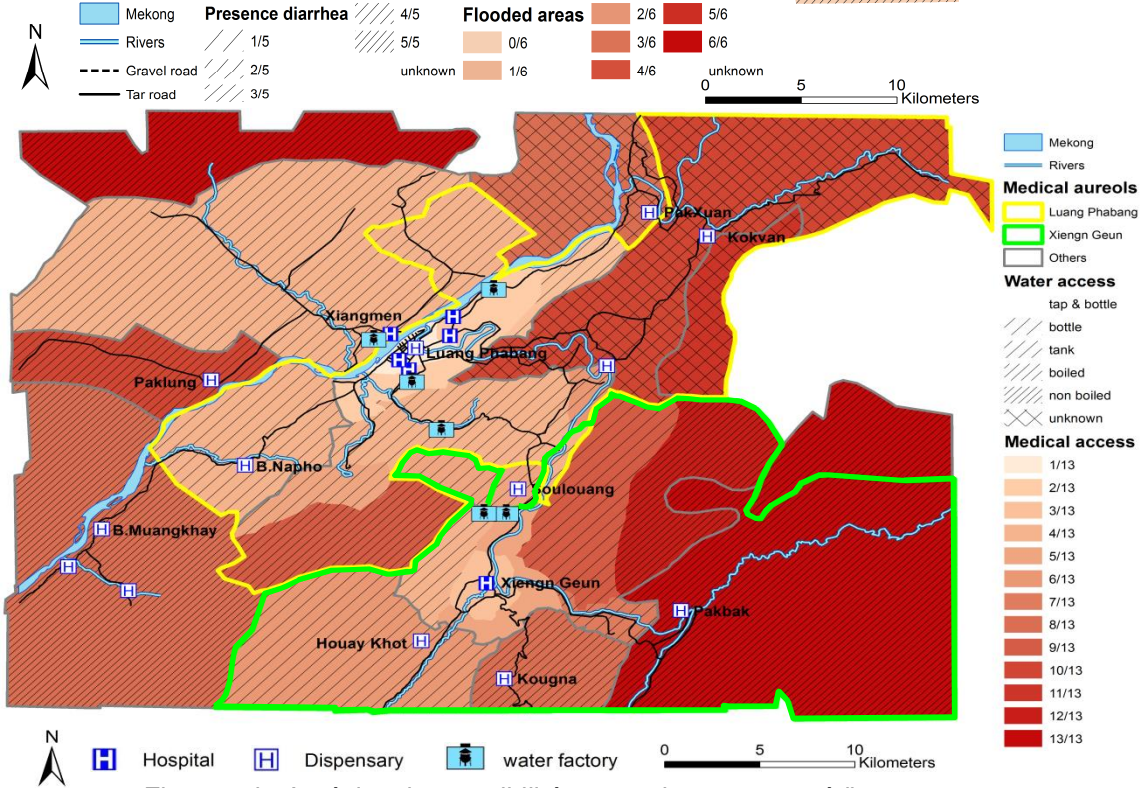 N
Mekong
Rivers
Gravel road
Tar road
Presence diarrhea
1/5
2/5
3/5
4/5
5/5
unknown
Flooded areas
0/6
1/6
2/6
3/6
4/6
5/6
6/6
unknown
0 5 10
Kilometers
Mekong
Rivers
Medical aureols
Luang Phabang
Xiengn Geun
Others
Water access
tap & bottle
bottle
tank
boiled
non boiled
unknown
Medical access
1/13
2/13
3/13
4/13
5/13
6/13
7/13
8/13
9/13
10/13
11/13
12/13
13/13
H PakXuan
H Kokvan
Xiangmen
H
H
H
H Luang Phabang
H
H
H
Paklung H
H B.Napho
H Soulouang
H B.Muangkhay
H
H
H Xiengn Geun
H Pakbak
Houay Khot H
H Kougna
N
H Hospital
H Dispensary
water factory
0 5 10
Kilometers